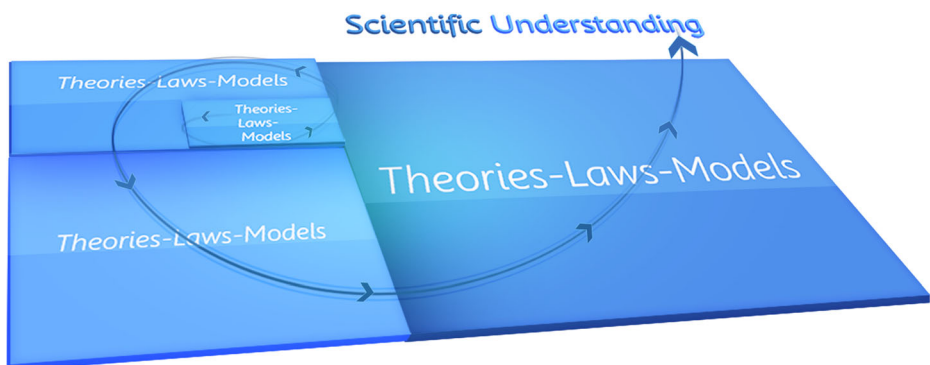 Scientific Understanding
Theories-Laws-Models
Theories-
Laws-
Models
Theories-Laws-Models
Theories-Laws-Models